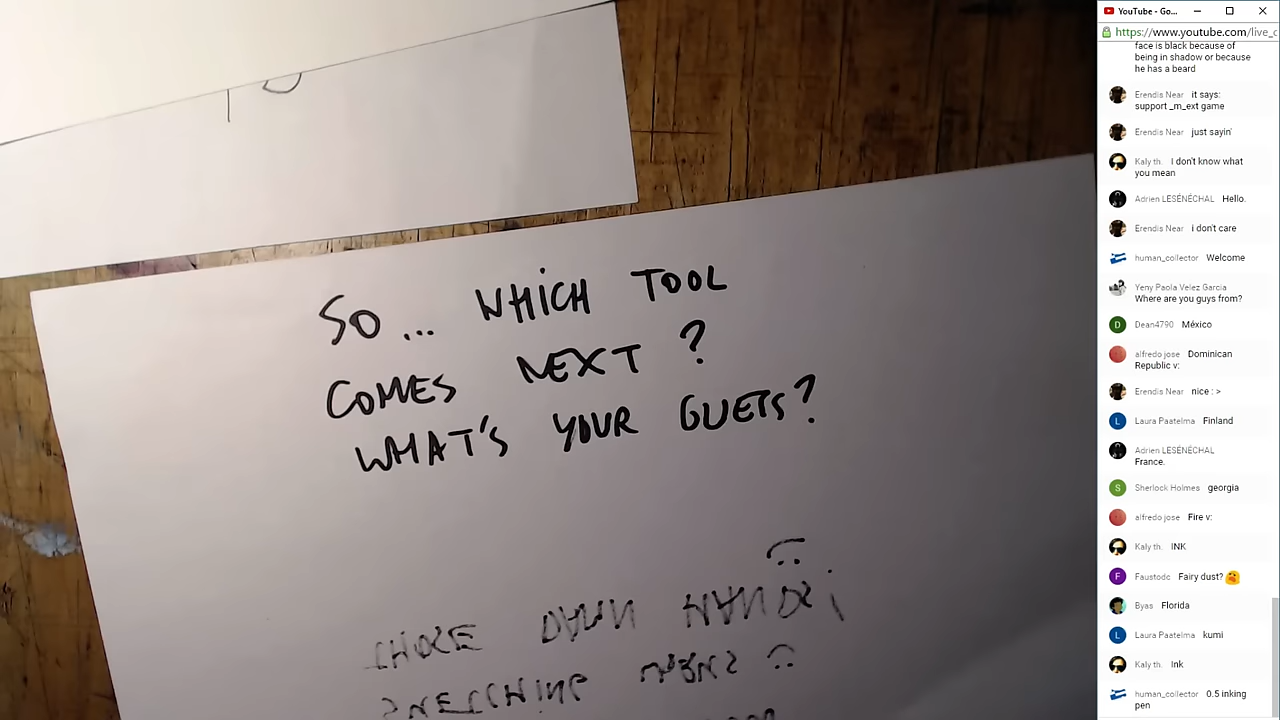 SO... WHiCH TOOL
COMES NEXT?
WHAT'S YOUR GUETS?
YouTube - Go...
https://www.youtube.com/live_c
face is black because of
being in shadow or because
he has a beard
Erendis Near it says:
support _m_ext game
Erendis Near just sayin'
Kaly th. I don't know what
you mean
Adrien LESÉNÉCHAL Hello.
Erendis Near i don't care
human_collector Welcome
Yeny Paola Velez Garcia
Where are you guys from?
D Dean4790 México
alfredo jose Dominican
Republic v:
Erendis Near nice : >
L Laura Paatelma Finland
Adrien LESÉNÉCHAL
France.
S Sherlock Holmes georgia
alfredo jose Fire v:
Kaly th. INK
F Faustodc Fairy dust?
Byas Florida
L Laura Paatelma kumi
Kaly th. Ink
human_collector 0.5 inking
pen